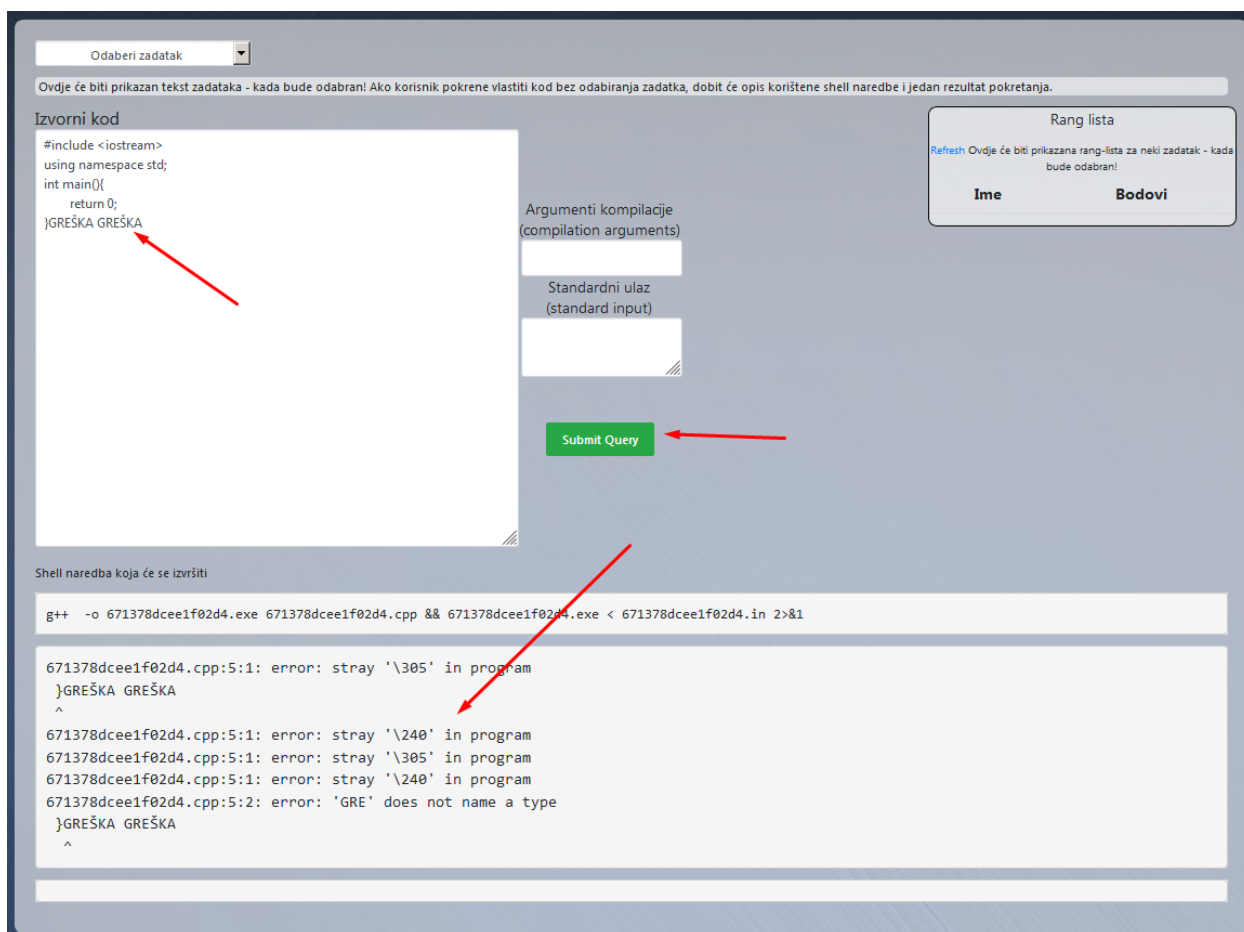 Odaberi zadatak
Ovdje će biti prikazan tekst zadataka - kada bude odabran! Ako korisnik pokrene vlastiti kod bez odabiranja zadatka, dobit će opis korištene shell naredbe i jedan rezultat pokretanja.
Izvorni kod
#include <iostream>
using namespace std;
int main(){
return 0;
}GREŠKA GREŠKA
Argumenti kompilacije
(compilation arguments)
Standardni ulaz
(standard input)
Submit Query
Rang lista
Refresh Ovdje će biti prikazana rang-lista za neki zadatak - kada
bude odabran!
Ime Bodovi
Shell naredba koja će se izvršiti
g++  -o 671378dcee1f02d4.exe 671378dcee1f02d4.cpp && 671378dcee1f02d4.exe < 671378dcee1f02d4.in 2>&1
671378dcee1f02d4.cpp:5:1: error: stray '\305' in program
}GREŠKA GREŠKA
^
671378dcee1f02d4.cpp:5:1: error: stray '\240' in program
671378dcee1f02d4.cpp:5:1: error: stray '\305' in program
671378dcee1f02d4.cpp:5:1: error: stray '\240' in program
671378dcee1f02d4.cpp:5:2: error: 'GRE' does not name a type
}GREŠKA GREŠKA
^